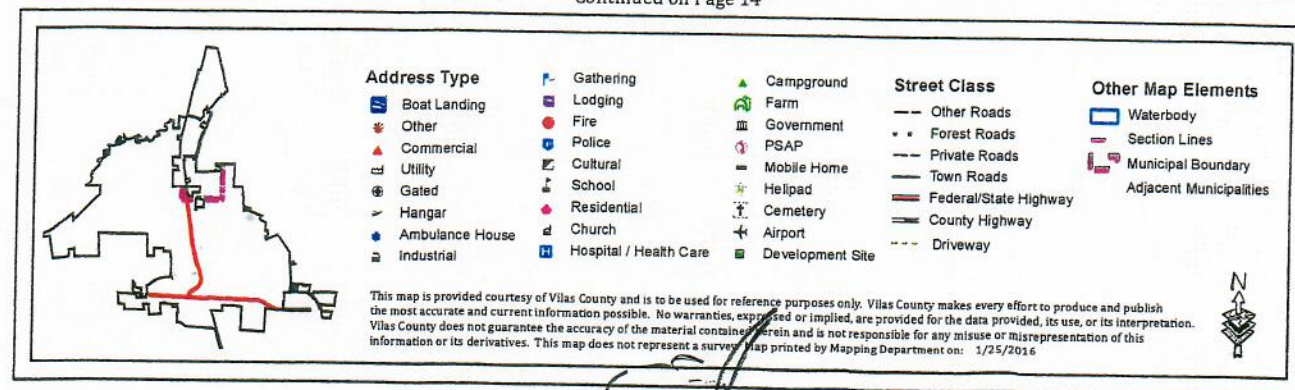 Continued on Page 14
Address Type
Boat Landing
Other
Commercial
Utility
Gated
Hangar
Ambulance House
Industrial
Gathering
Lodging
Fire
Police
Cultural
School
Residential
Church
H Hospital / Health Care
Campground
Farm
Government
PSAP
Mobile Home
Helipad
Cemetery
Airport
Development Site
Street Class
Other Roads
Forest Roads
Private Roads
Town Roads
Federal/State Highway
County Highway
Driveway
Other Map Elements
Waterbody
Section Lines
Municipal Boundary
Adjacent Municipalities
N
This map is provided courtesy of Vilas County and is to be used for reference purposes only. Vilas County makes every effort to produce and publish
the most accurate and current information possible. No warranties, expressed or implied, are provided for the data provided, its use, or its interpretation.
Vilas County does not guarantee the accuracy of the material contained herein and is not responsible for any misuse or misrepresentation of this
information or its derivatives. This map does not represent a survey. Map printed by Mapping Department on: 1/25/2016